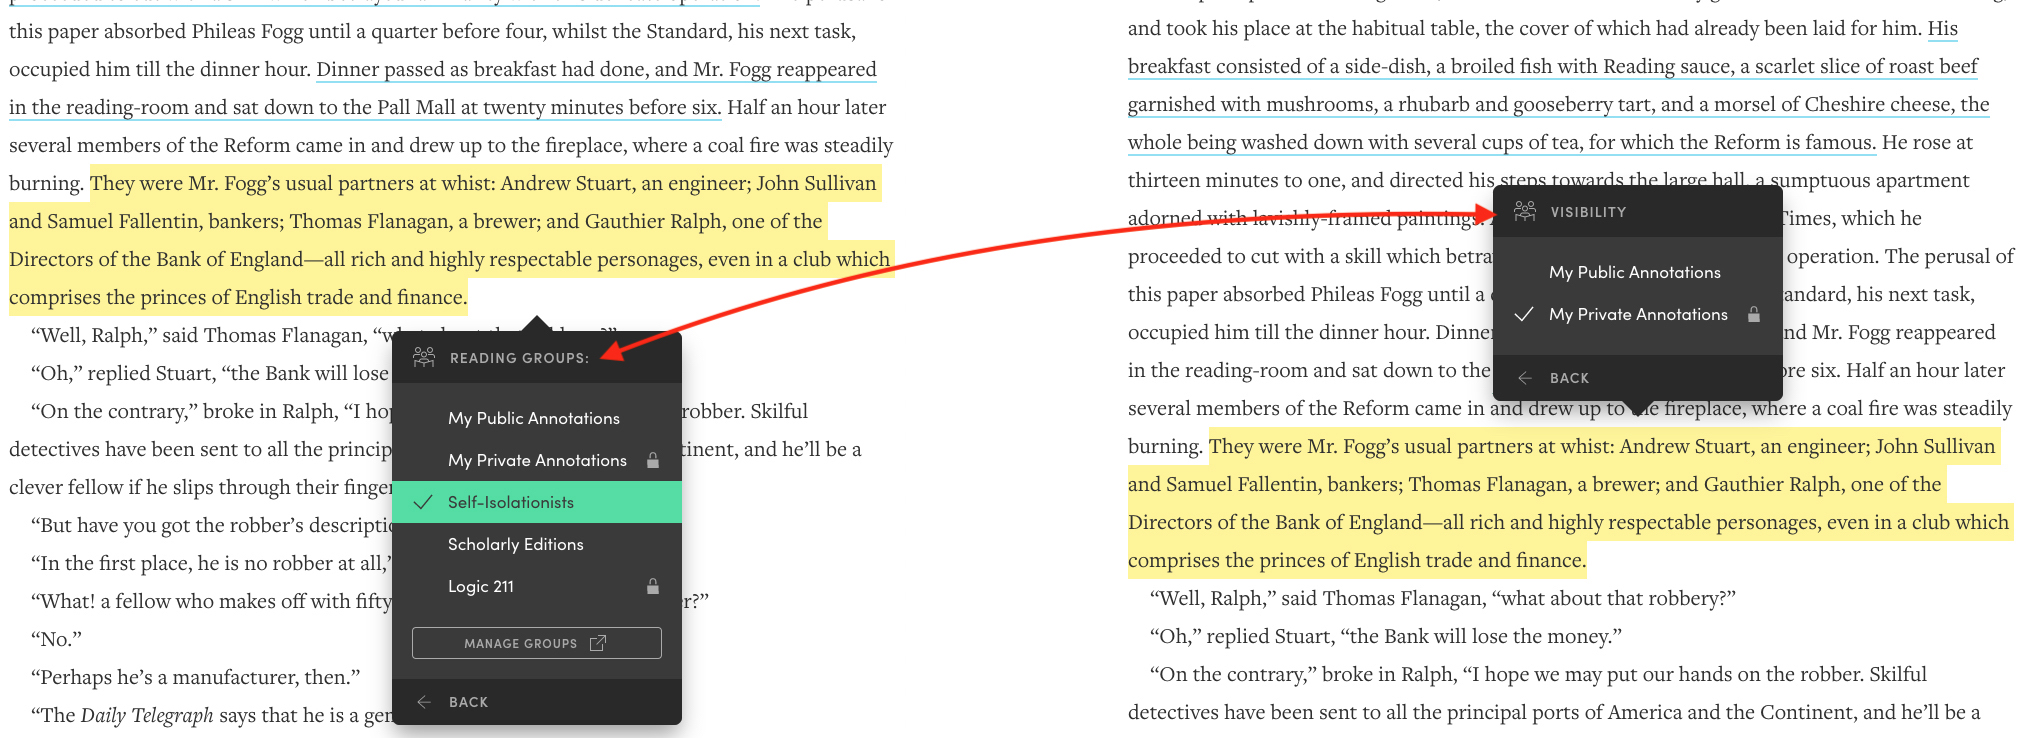 this paper absorbed Phileas Fogg until a quarter before four, whilst the Standard, his next task,
occupied him till the dinner hour. Dinner passed as breakfast had done, and Mr. Fogg reappeared
in the reading-room and sat down to the Pall Mall at twenty minutes before six. Half an hour later
several members of the Reform came in and drew up to the fireplace, where a coal fire was steadily
burning. They were Mr. Fogg’s usual partners at whist: Andrew Stuart, an engineer; John Sullivan
and Samuel Fallentin, bankers; Thomas Flanagan, a brewer; and Gauthier Ralph, one of the
Directors of the Bank of England—all rich and highly respectable personages, even in a club which
comprises the princes of English trade and finance.
“Well, Ralph,” said Thomas Flanagan,
“Oh,” replied Stuart, “the Bank will lose
“On the contrary,” broke in Ralph, “I robber. Skilful
detectives have been sent to all the and he’ll be a
clever fellow if he slips through their
“But have you got the robber’s
“In the first place, he is no robber at all,
“What! a fellow who makes off with fifty
“No.”
“Perhaps he’s a manufacturer, then.”
“The Daily Telegraph says that he is a
READING GROUPS:
My Public Annotations
My Private Annotations
Self-Isolationists
Scholarly Editions
Logic 211
MANAGE GROUPS
BACK
and took his place at the habitual table, the cover of which had already been laid for him. His
breakfast consisted of a side-dish, a broiled fish with Reading sauce, a scarlet slice of roast beef
garnished with mushrooms, a rhubarb and gooseberry tart, and a morsel of Cheshire cheese, the
whole being washed down with several cups of tea, for which the Reform is famous. He rose at
thirteen minutes to one, and directed his steps towards the large hall, a sumptuous apartment
adorned with lavishly-framed paintings. Times, which he
proceeded to cut with a skill which operation. The perusal of
this paper absorbed Phileas Fogg until a his next task,
occupied him till the dinner hour. Dinner Mr. Fogg reappeared
in the reading-room and sat down to the six. Half an hour later
several members of the Reform came in and drew up to the fireplace, where a coal fire was steadily
burning. They were Mr. Fogg’s usual partners at whist: Andrew Stuart, an engineer; John Sullivan
and Samuel Fallentin, bankers; Thomas Flanagan, a brewer; and Gauthier Ralph, one of the
Directors of the Bank of England—all rich and highly respectable personages, even in a club which
comprises the princes of English trade and finance.
“Well, Ralph,” said Thomas Flanagan, “what about that robbery?”
“Oh,” replied Stuart, “the Bank will lose the money.”
“On the contrary,” broke in Ralph, “I hope we may put our hands on the robber. Skilful
detectives have been sent to all the principal ports of America and the Continent, and he’ll be a
VISIBILITY
My Public Annotations
My Private Annotations
BACK